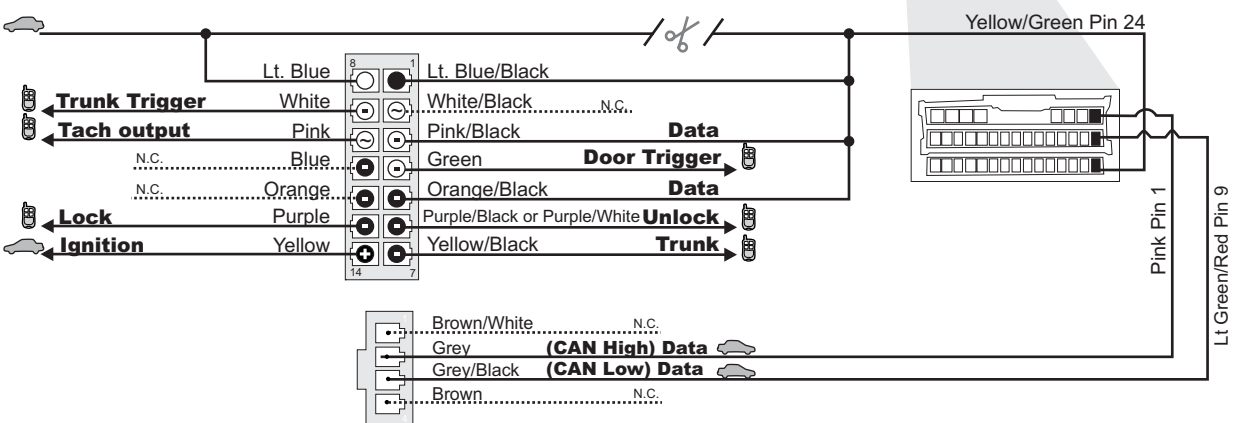 Yellow/Green Pin 24
8 1
Lt. Blue Lt. Blue/Black
Trunk Trigger White White/Black N.C.
Tach output Pink Pink/Black Data
N.C. Blue Green Door Trigger
N.C. Orange Orange/Black Data
Lock Purple Purple/Black or Purple/White Unlock
Ignition Yellow Yellow/Black Trunk
14 7
Pink Pin 1
Lt Green/Red Pin 9
Brown/White N.C.
Grey (CAN High) Data
Grey/Black (CAN Low) Data
Brown N.C.